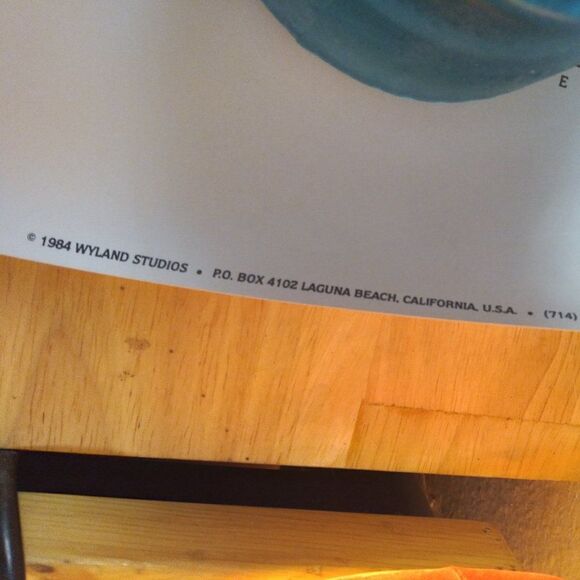 E
© 1984 WYLAND STUDIOS • P.O. BOX 4102 LAGUNA BEACH, CALIFORNIA, U.S.A. • (714)